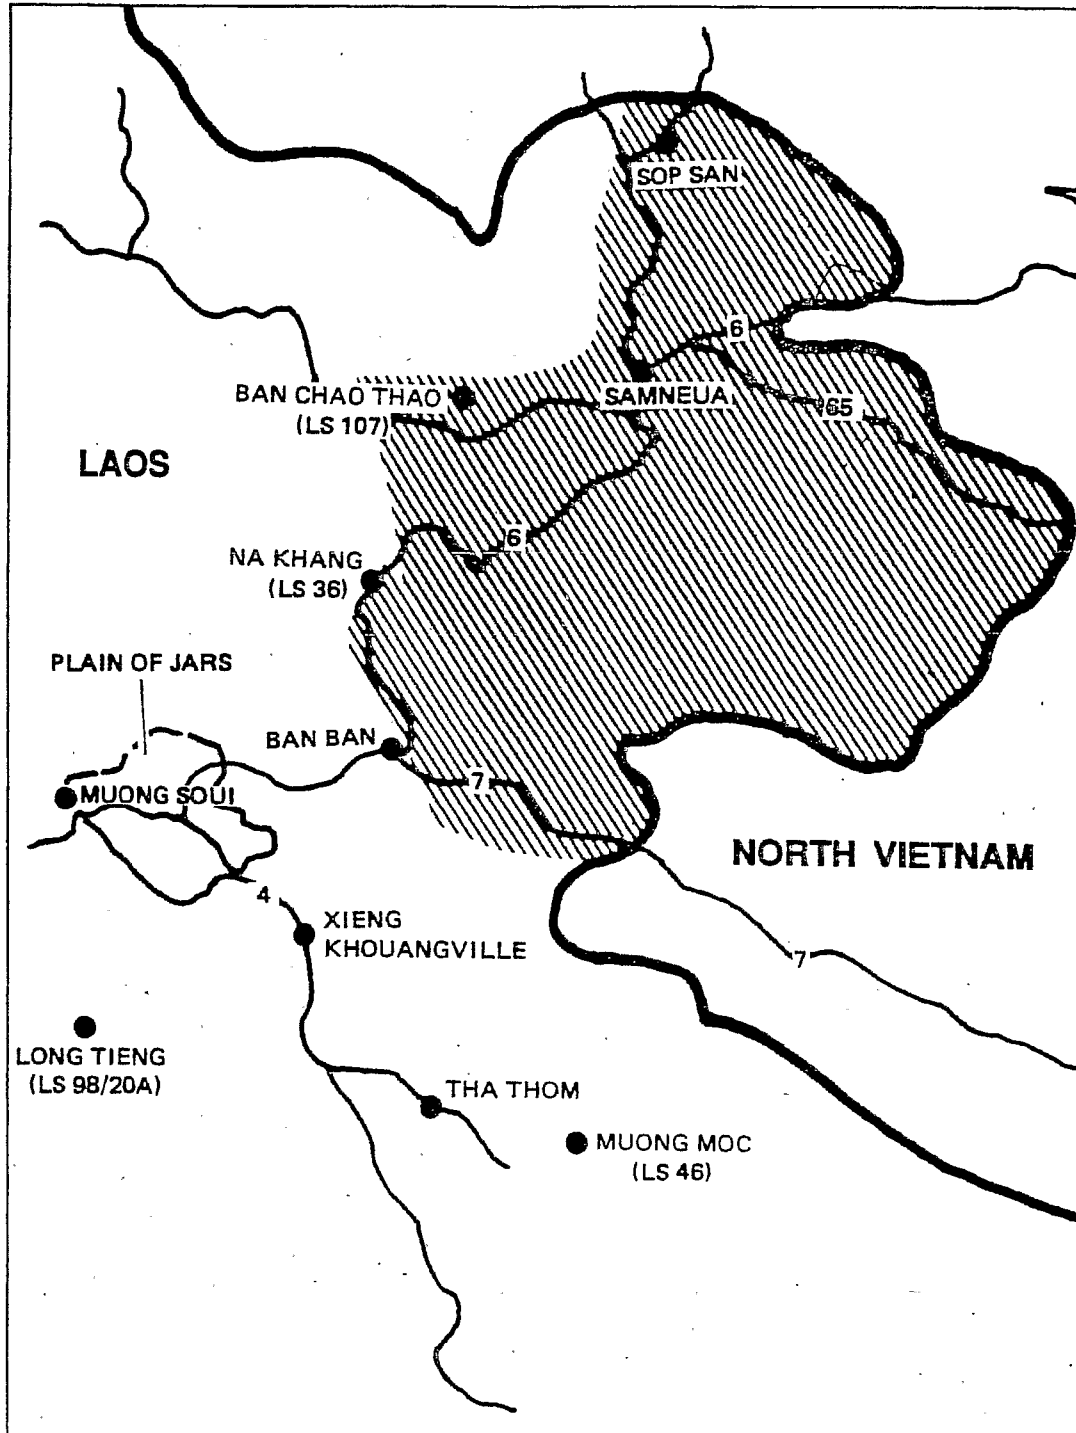 SOP SAN
6
BAN CHAO THAO
(LS 107)
SAMNEUA
65
LAOS
6
NA KHANG
(LS 36)
PLAIN OF JARS
BAN BAN
7
MUONG SOUI
NORTH VIETNAM
4
XIENG
KHOUANGVILLE
7
LONG TIENG
(LS 98/20A)
THA THOM
MUONG MOC
(LS 46)